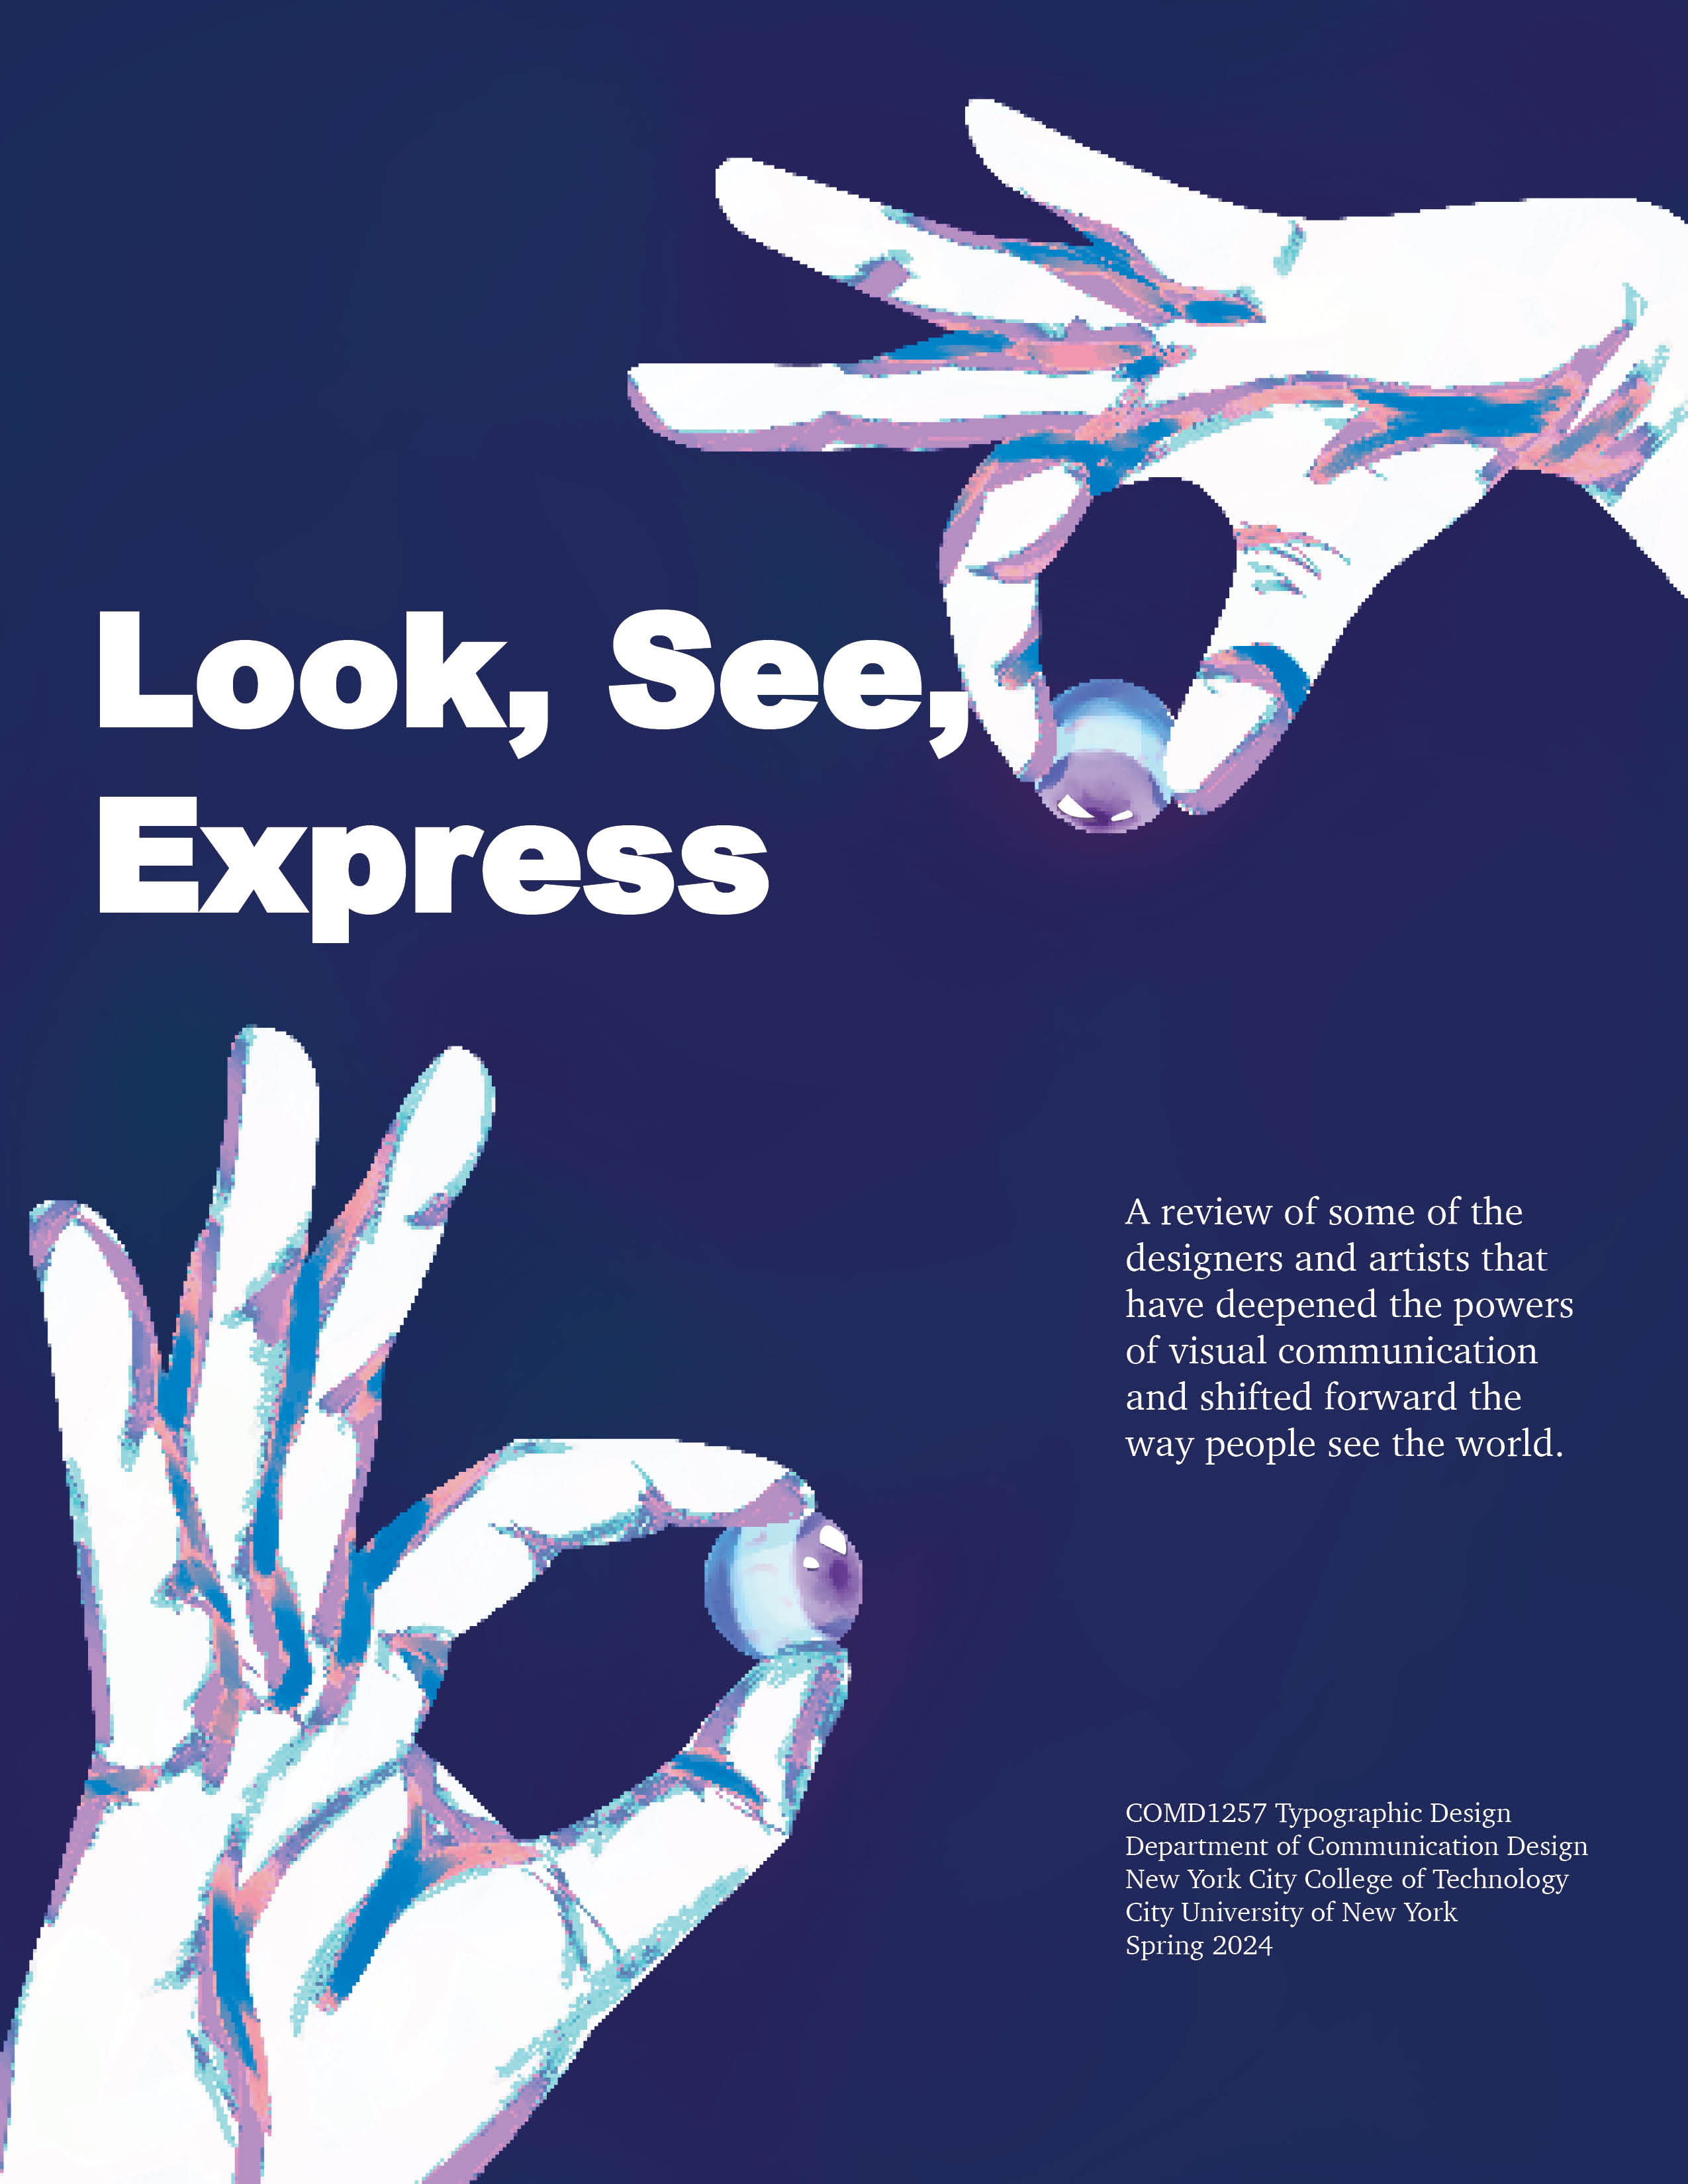 Look, See,
Express
A review of some of the
designers and artists that
have deepened the powers
of visual communication
and shifted forward the
way people see the world.
COMD1257 Typographic Design
Department of Communication Design
New York City College of Technology
City University of New York
Spring 2024